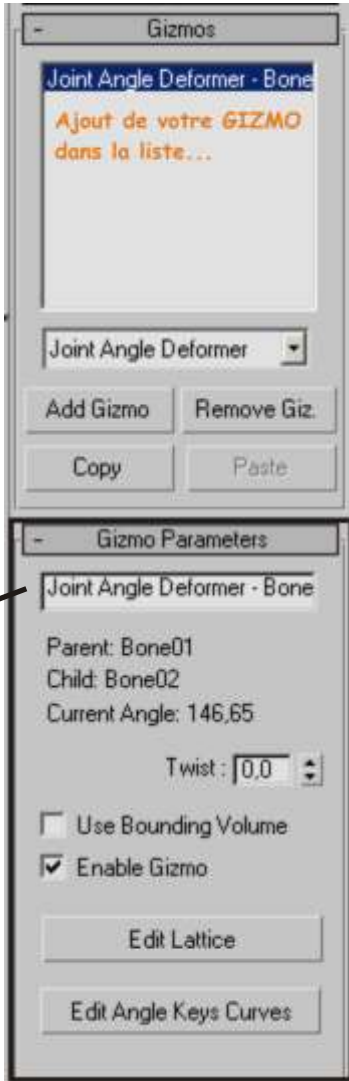 - Gizmos
Joint Angle Deformer - Bone
Ajout de votre GIZMO
dans la liste...
Joint Angle Deformer
Add Gizmo Remove Giz.
Copy Paste
- Gizmo Parameters
Joint Angle Deformer - Bone
Parent: Bone01
Child: Bone02
Current Angle: 146,65
Twist : 0,0
Use Bounding Volume
Enable Gizmo
Edit Lattice
Edit Angle Keys Curves